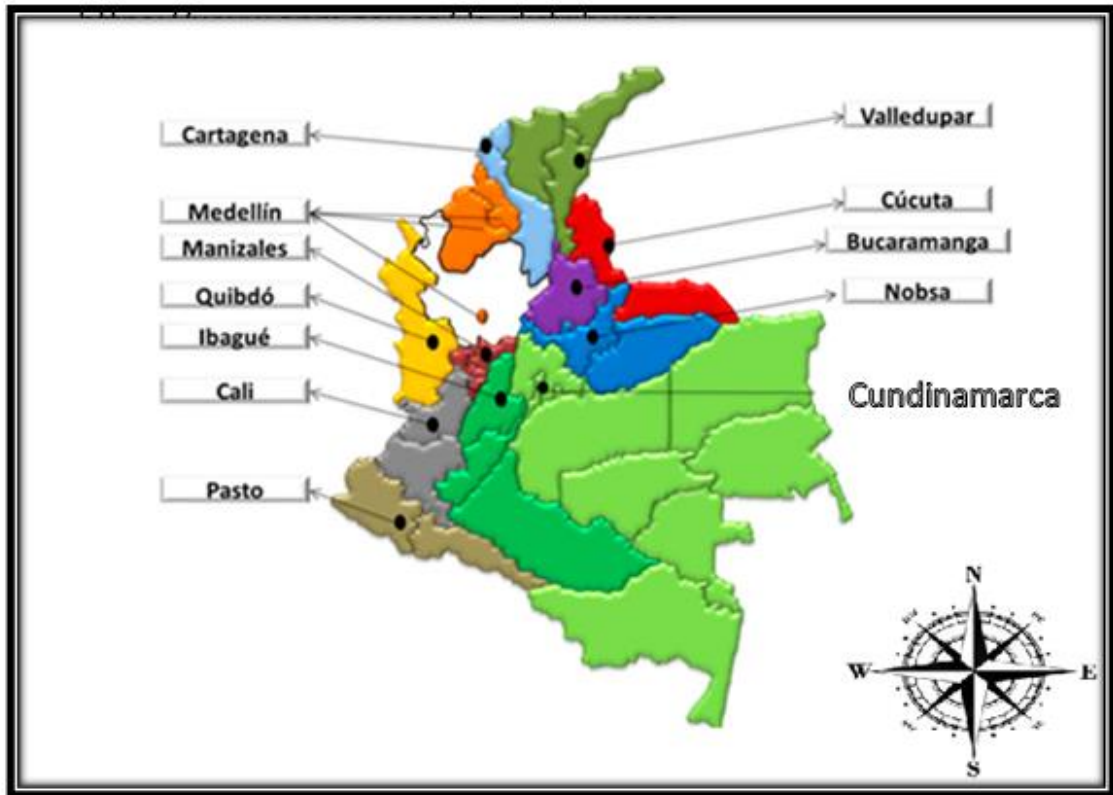 Cartagena
Medellín
Manizales
Quibdó
Ibagué
Cali
Pasto
Valledupar
Cúcuta
Bucaramanga
Nobsa
Cundinamarca
N
W
E
S